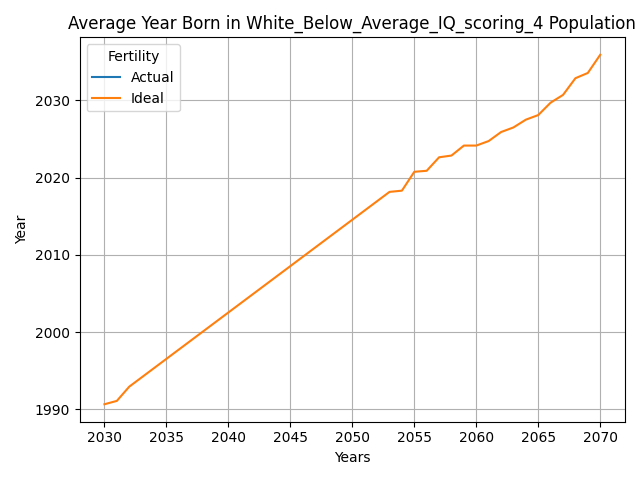 Average Year Born in White_Below_Average_IQ_scoring_4 Population
Fertility
Actual
Ideal
2030
2020
2010
2000
1990
Year
2030 2035 2040 2045 2050 2055 2060 2065 2070
Years